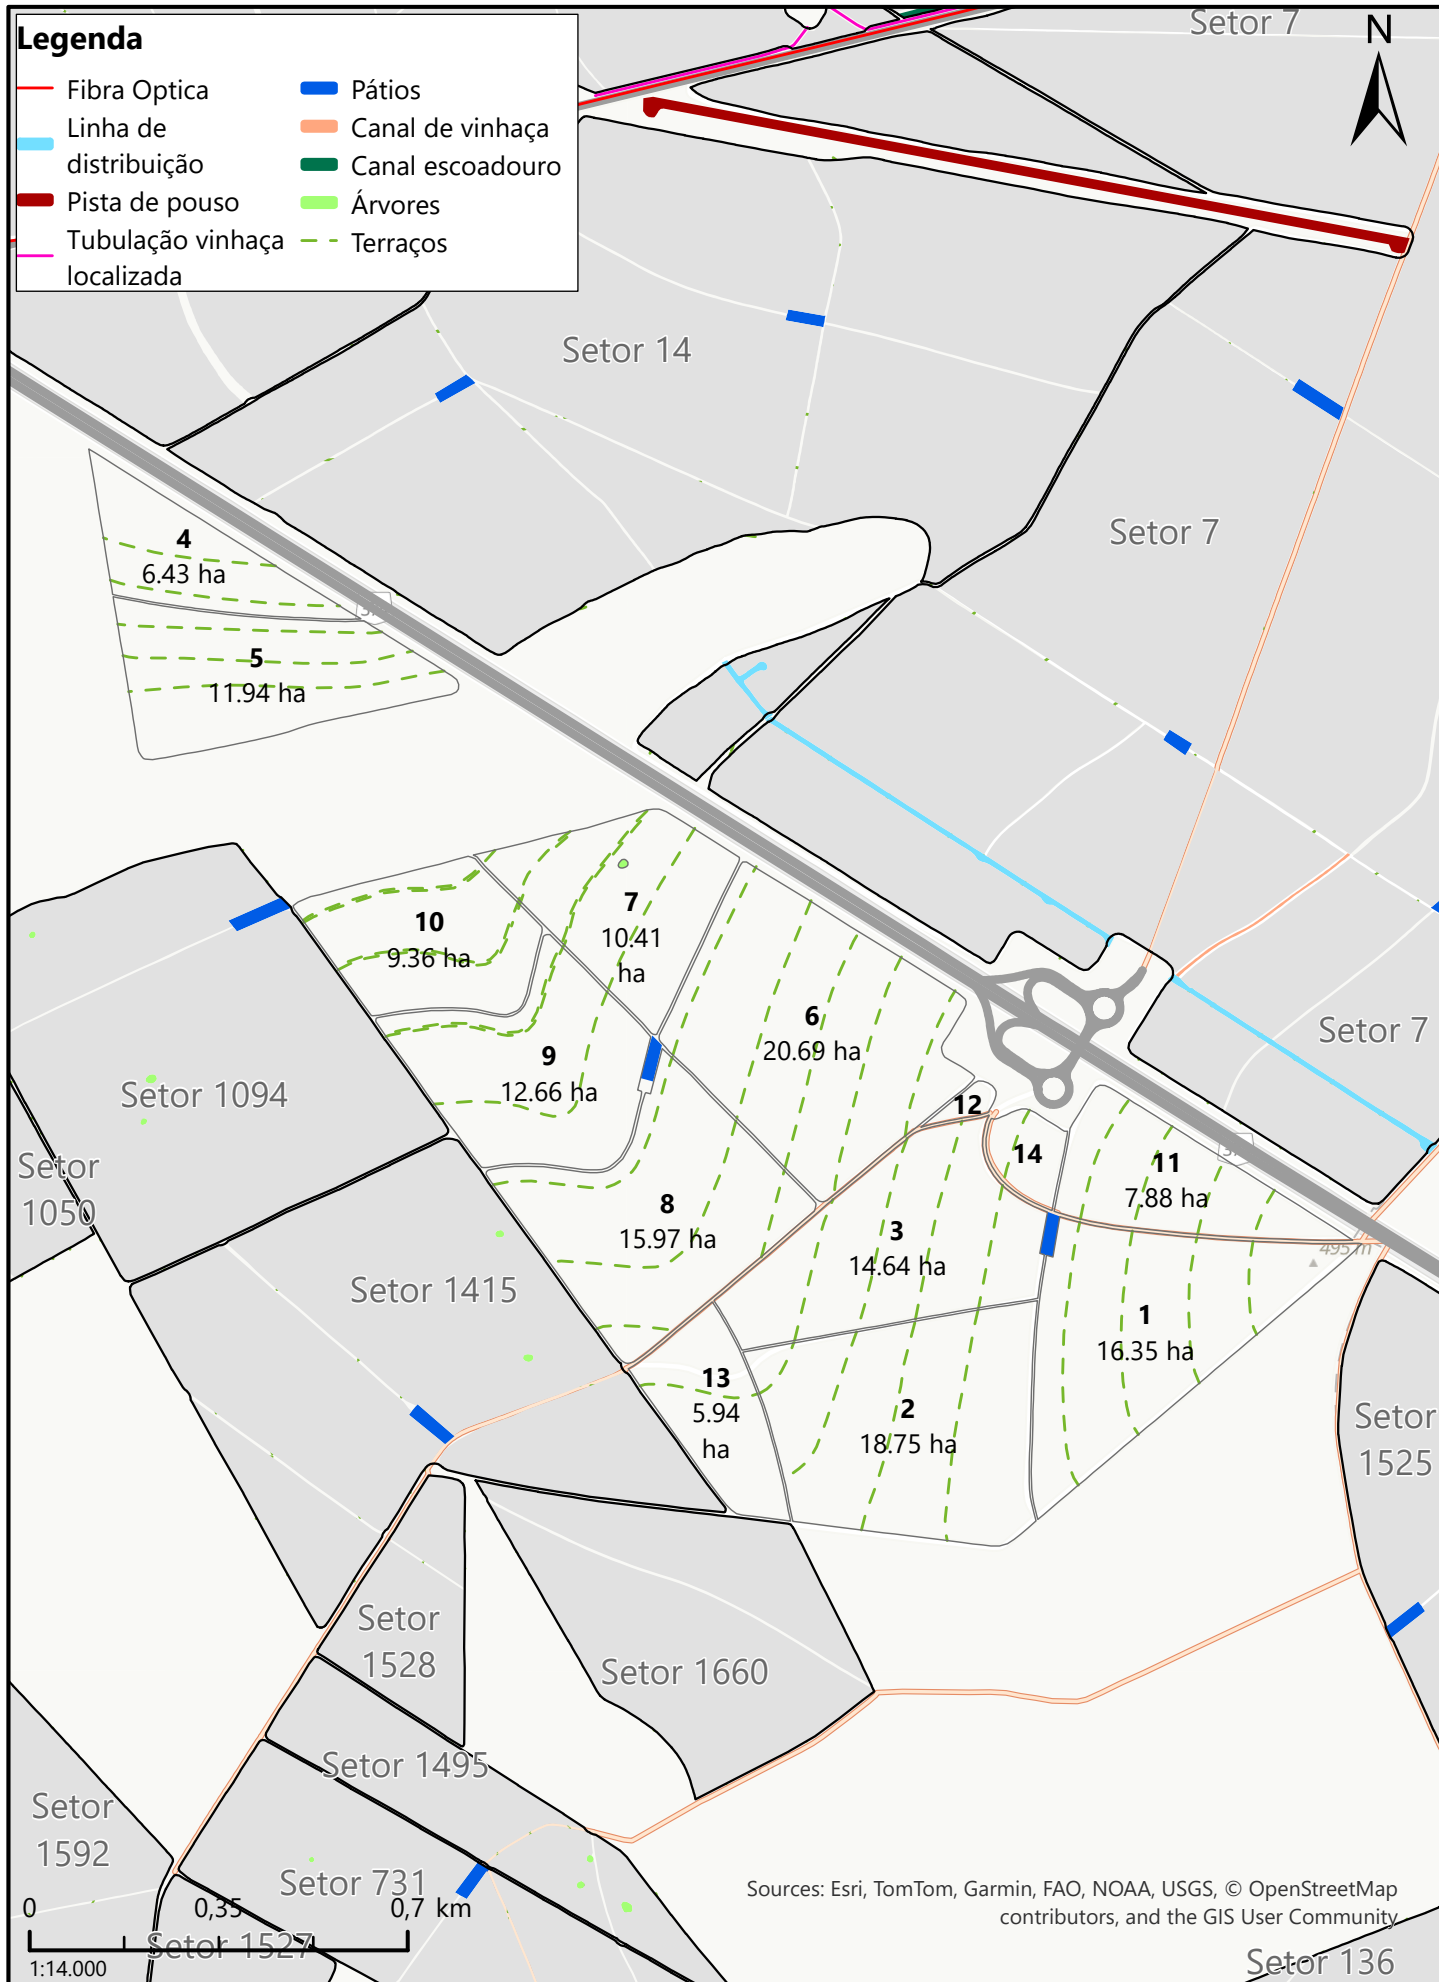 Legenda
Fibra Optica
Linha de
distribuição
Pista de pouso
Tubulação vinhaça
localizada
Pátios
Canal de vinhaça
Canal escoadouro
Árvores
Terraços
N
Setor 7
Setor 14
Setor 7
4
6.43 ha
5
11.94 ha
7
10.41
ha
10
9.36 ha
6
20.69 ha
9
12.66 ha
Setor 7
Setor 1094
12
14
11
7.88 ha
Setor
1050
8
15.97 ha
3
14.64 ha
495 m
Setor 1415
1
16.35 ha
13
5.94
ha
2
18.75 ha
Setor
1525
Setor
1528
Setor 1660
Setor 1495
Setor
1592
Setor 731
0 0,35 0,7 km
Setor 1527
1:14.000
Sources: Esri, TomTom, Garmin, FAO, NOAA, USGS, © OpenStreetMap
contributors, and the GIS User Community
Setor 136